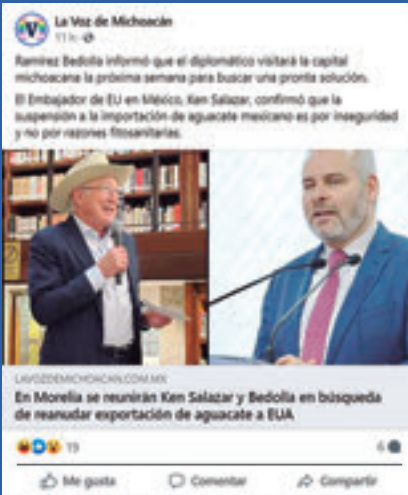 La Voz de Michoacán
11 h
Ramírez Bedolla informó que el diplomático visitará la capital
michoacana la próxima semana para buscar una pronta solución.
El Embajador de EU en México, Ken Salazar, confirmó que la
suspensión a la importación de aguacate mexicano es por inseguridad
y no por razones fitosanitarias.
LAVOZDEMICHOACAN.COM.MX
En Morelia se reunirán Ken Salazar y Bedolla en búsqueda
de reanudar exportación de aguacate a EUA
19
6
Me gusta
Comentar
Compartir